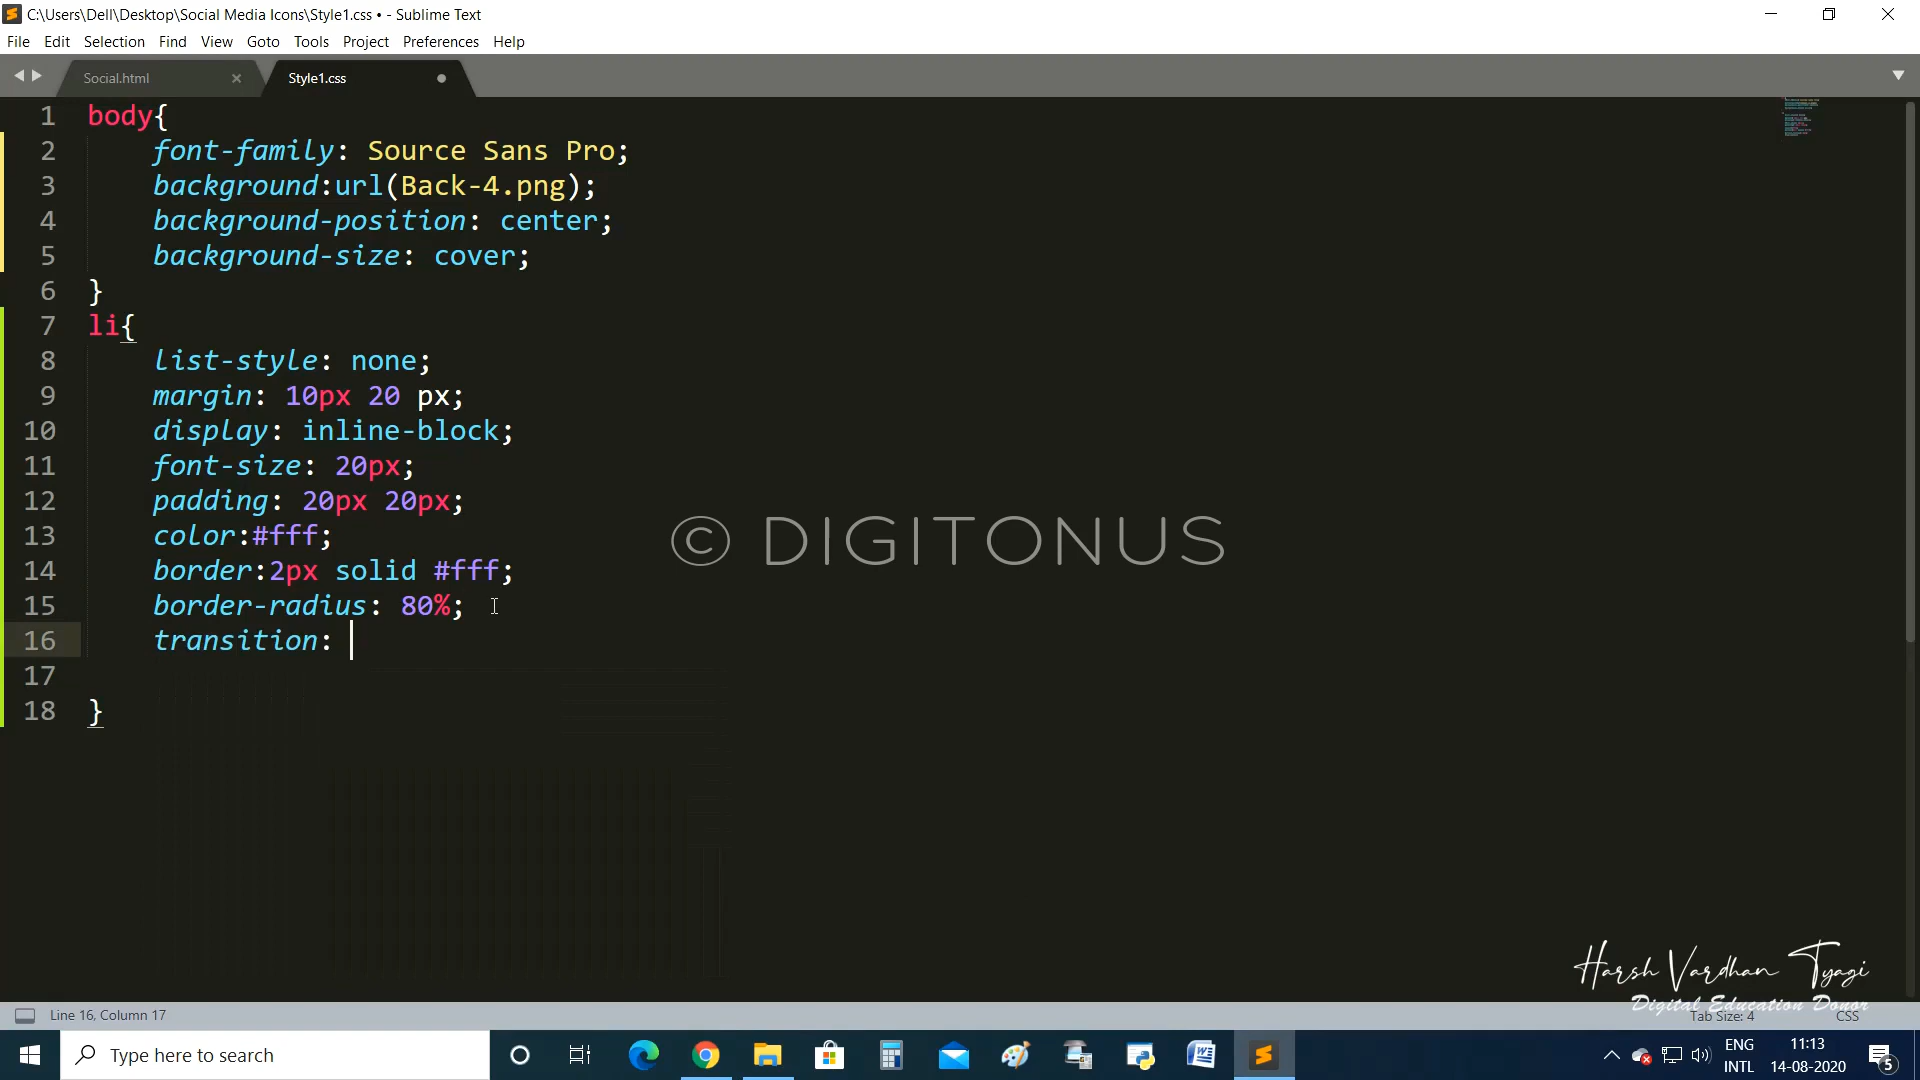 C:\Users\Dell\Desktop\Social Media Icons\Style1.css • - Sublime Text
File Edit Selection Find View Goto Tools Project Preferences Help
Social.html Style1.css
1 body{
2 font-family: Source Sans Pro;
3 background:url(Back-4.png);
4 background-position: center;
5 background-size: cover;
6 }
7 li{
8 list-style: none;
9 margin: 10px 20 px;
10 display: inline-block;
11 font-size: 20px;
12 padding: 20px 20px;
13 color:#fff;
14 border:2px solid #fff;
15 border-radius: 80%;
16 transition:
17
18 }
© DIGITONUS
Harsh Vardhan Tyagi
Digital Education Donor
Line 16, Column 17 Tab Size: 4 CSS
Type here to search
ENG 11:13
INTL 14-08-2020 5